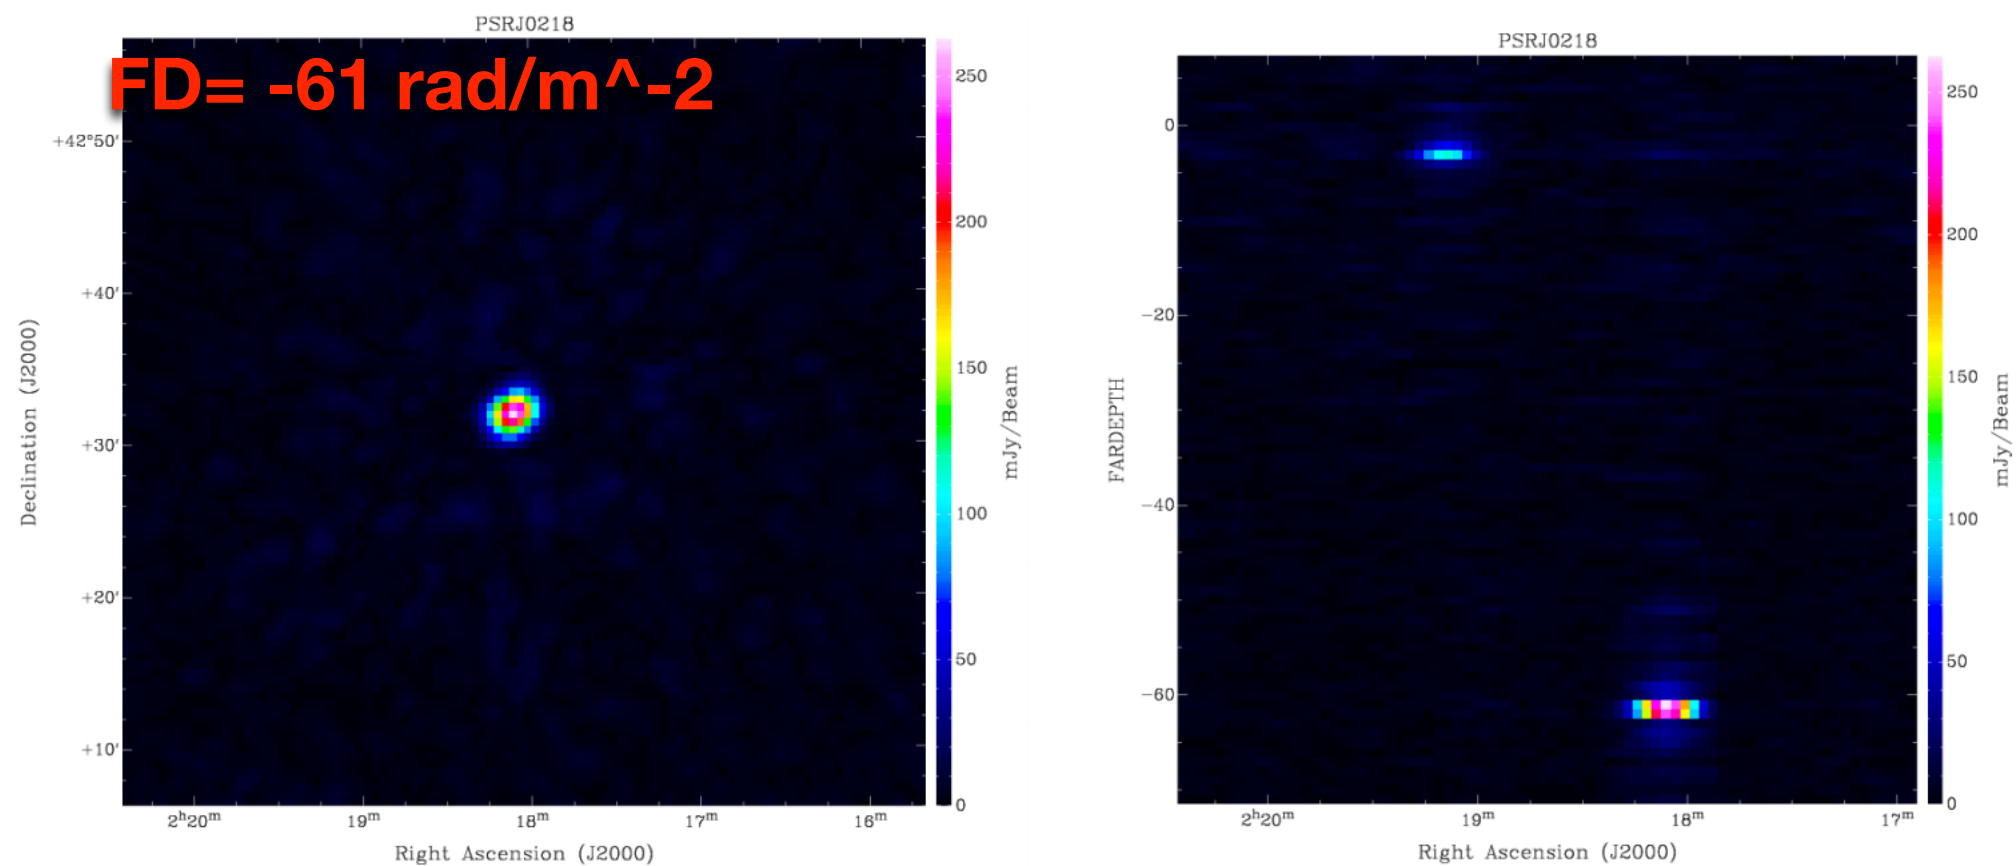 PSRJ0218
FD= -61 rad/m^-2
+42°50'
+40'
+30'
+20'
+10'
Declination (J2000)
2ʰ20ᵐ 19ᵐ 18ᵐ 17ᵐ 16ᵐ
Right Ascension (J2000)
250
200
150
100
50
0
mJy/Beam
PSRJ0218
0
−20
−40
−60
FARDEPTH
2ʰ20ᵐ 19ᵐ 18ᵐ 17ᵐ
Right Ascension (J2000)
250
200
150
100
50
0
mJy/Beam